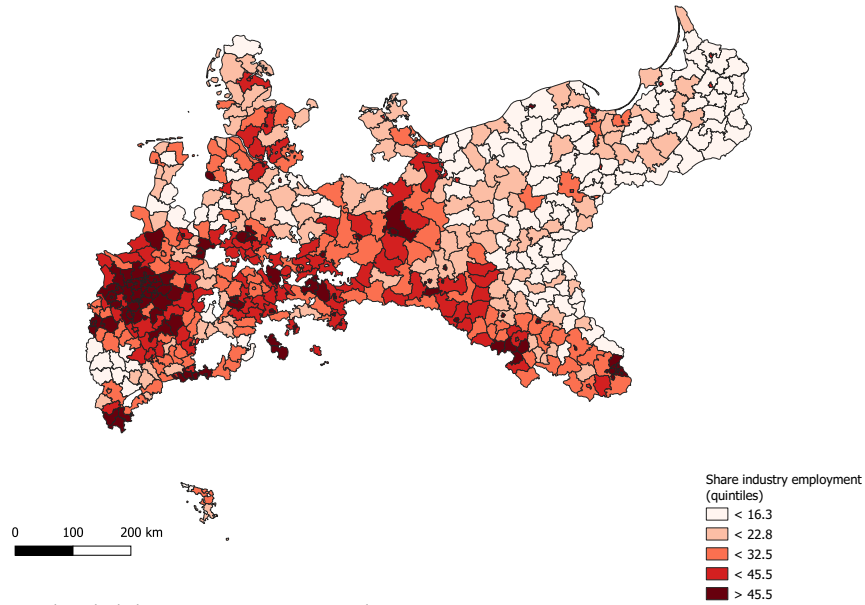 Share industry employment
(quintiles)
< 16.3
< 22.8
< 32.5
< 45.5
> 45.5
0 100 200 km